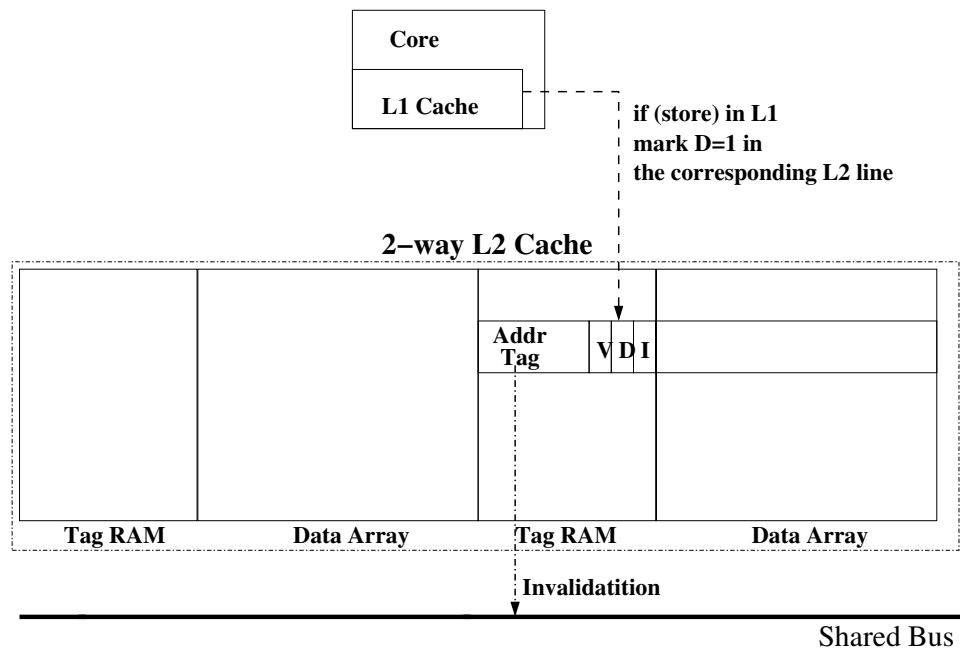 Core
L1 Cache
if (store) in L1
mark D=1 in
the corresponding L2 line
2−way L2 Cache
Addr
Tag
V D I
Tag RAM
Data Array
Tag RAM
Data Array
Invalidatition
Shared Bus